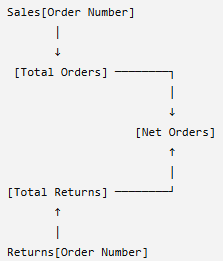 Sales[Order Number]
[Total Orders]
[Net Orders]
[Total Returns]
Returns[Order Number]